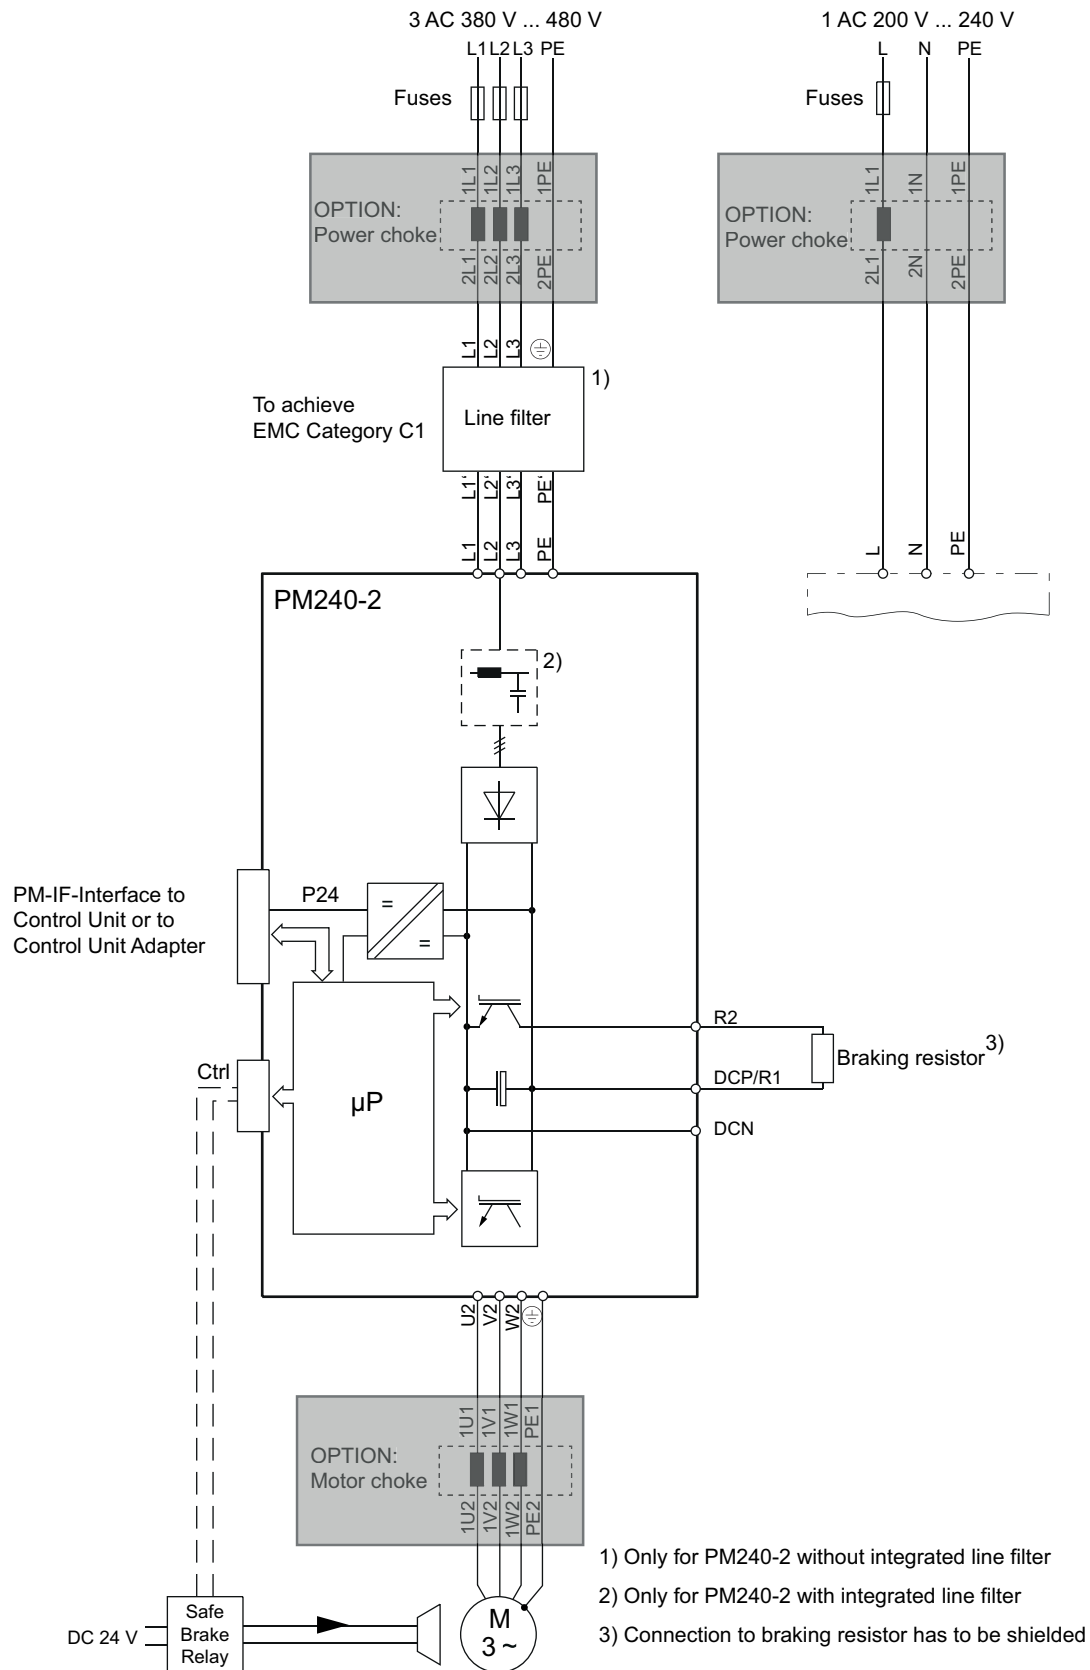 3 AC 380 V ... 480 V
1 AC 200 V ... 240 V
L1 L2 L3 PE
L N PE
Fuses
Fuses
1L1 1L2 1L3 1PE
1L1 1N 1PE
OPTION:
Power choke
OPTION:
Power choke
2L1 2L2 2L3 2PE
2L1 2N 2PE
L1 L2 L3
1)
To achieve
EMC Category C1
Line filter
L1' L2' L3' PE'
L1 L2 L3 PE
L N PE
PM240-2
2)
PM-IF-Interface to
Control Unit or to
Control Unit Adapter
P24
=
=
R2
Braking resistor 3)
Ctrl
µP
DCP/R1
DCN
U2 V2 W2
1U1 1V1 1W1 PE1
OPTION:
Motor choke
1U2 1V2 1W2 PE2
1) Only for PM240-2 without integrated line filter
2) Only for PM240-2 with integrated line filter
3) Connection to braking resistor has to be shielded
DC 24 V
Safe
Brake
Relay
M
3 ~